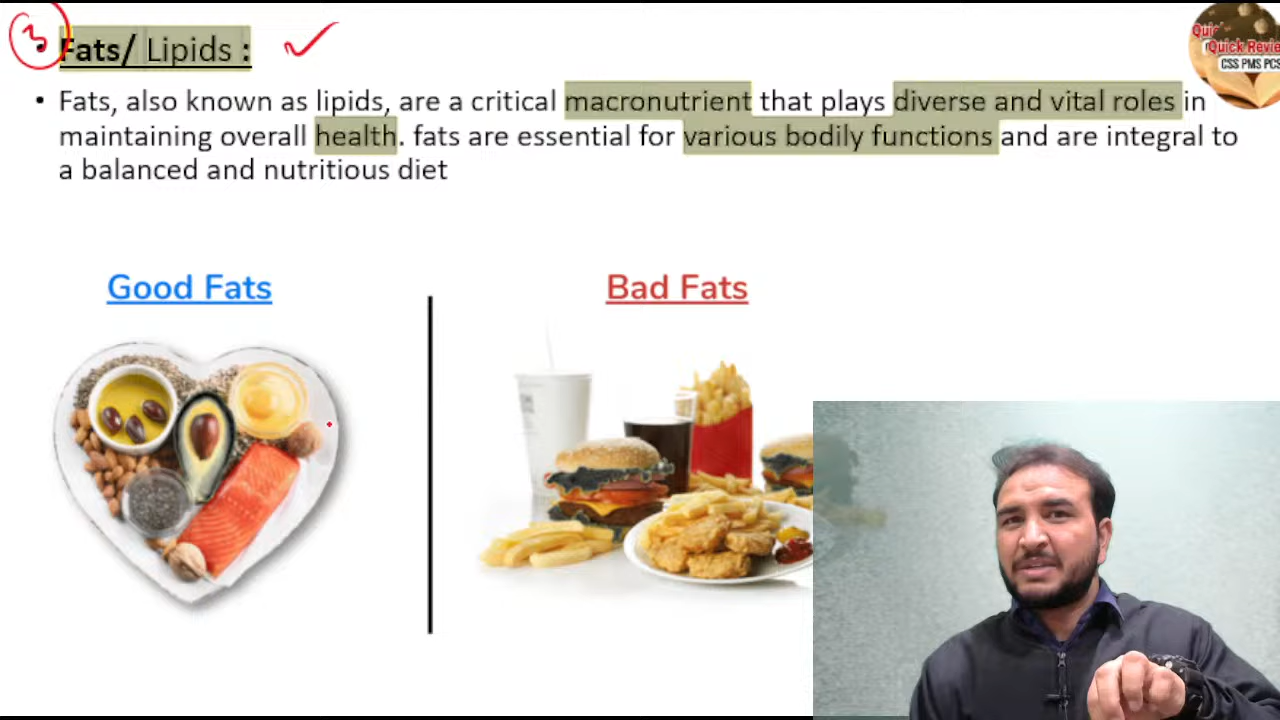 3
• Fats/ Lipids :
• Fats, also known as lipids, are a critical macronutrient that plays diverse and vital roles in
maintaining overall health. fats are essential for various bodily functions and are integral to
a balanced and nutritious diet
Good Fats
Bad Fats
Quick Revie
CSS PMS PCS